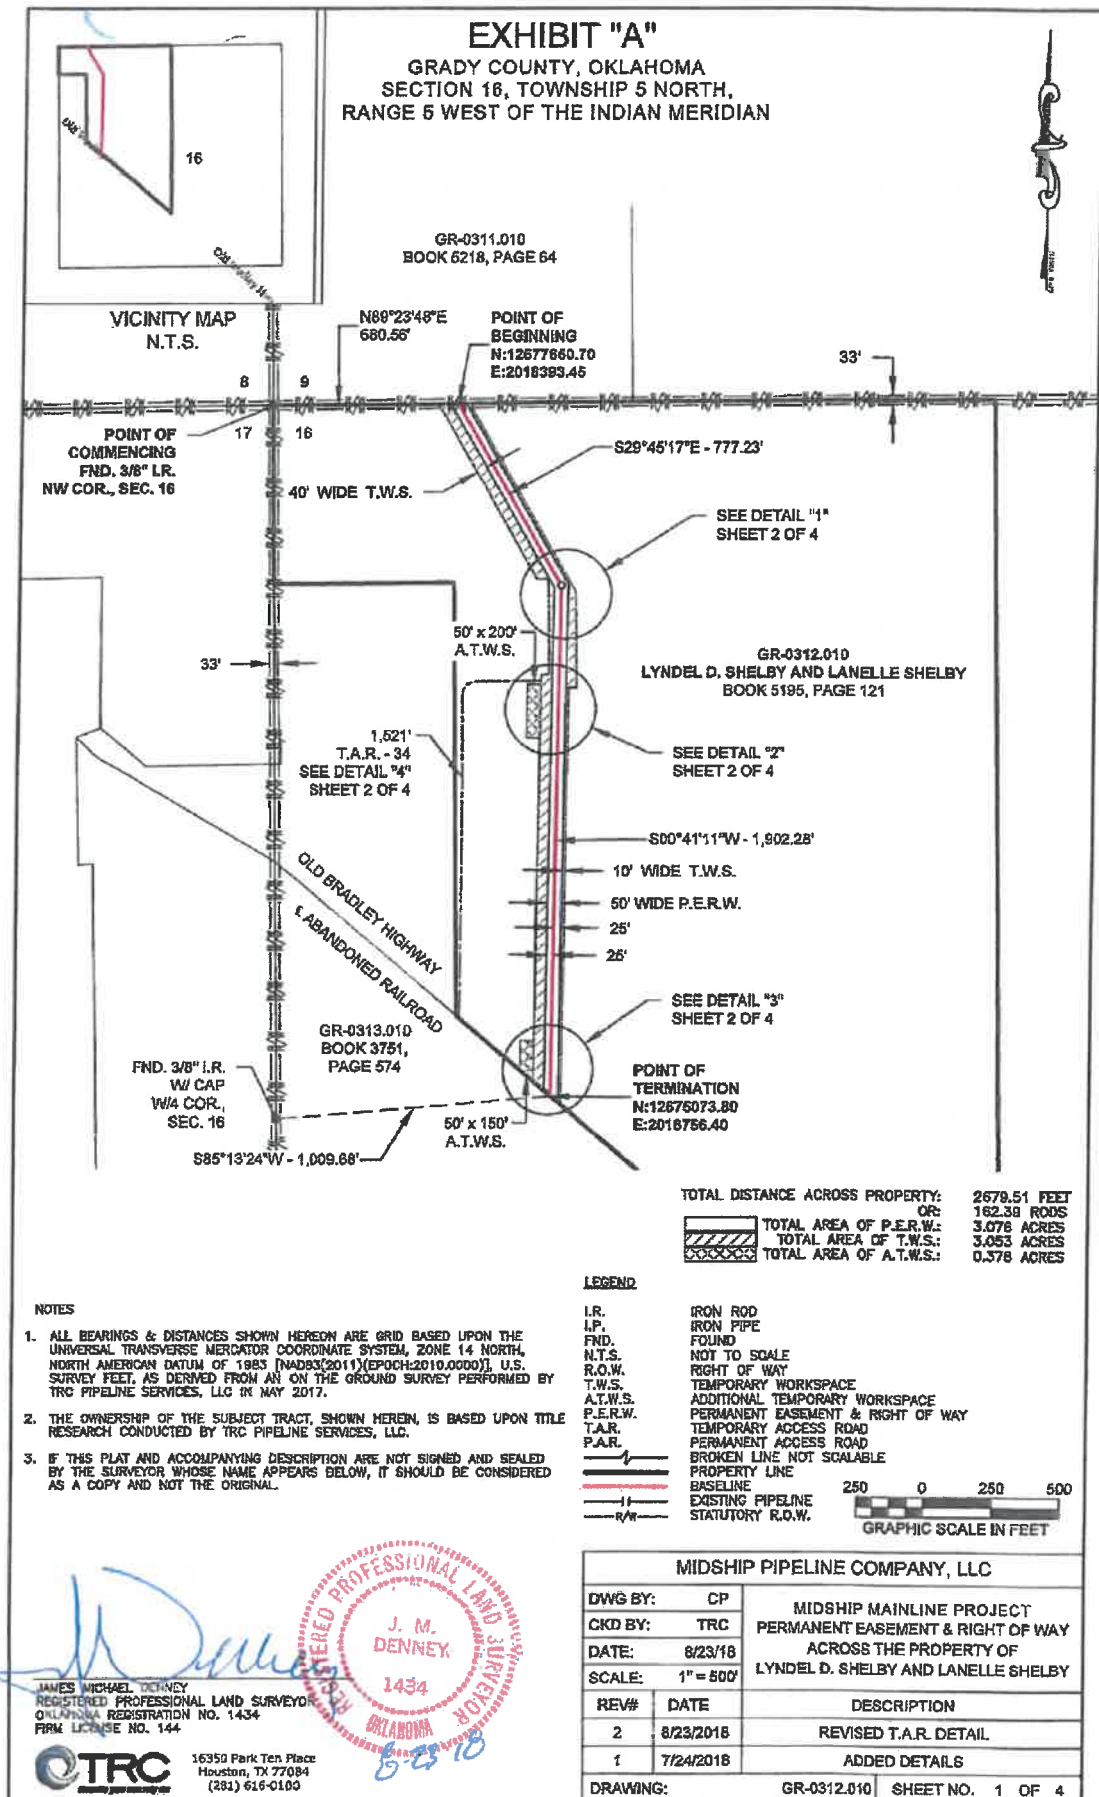 EXHIBIT "A"
GRADY COUNTY, OKLAHOMA
SECTION 16, TOWNSHIP 5 NORTH,
RANGE 5 WEST OF THE INDIAN MERIDIAN
16
VICINITY MAP
N.T.S.
GR-0311.010
BOOK 5218, PAGE 64
N89°23'48"E
680.56'
POINT OF
BEGINNING
N:12677660.70
E:2018393.45
33'
8
9
17
16
POINT OF
COMMENCING
FND. 3/8" I.R.
NW COR., SEC. 16
S29°45'17"E - 777.23'
40' WIDE T.W.S.
SEE DETAIL "1"
SHEET 2 OF 4
50' x 200'
A.T.W.S.
33'
GR-0312.010
LYNDEL D. SHELBY AND LANELLE SHELBY
BOOK 5195, PAGE 121
1,521'
T.A.R. - 34
SEE DETAIL "4"
SHEET 2 OF 4
SEE DETAIL "2"
SHEET 2 OF 4
S00°41'11"W - 1,902.28'
10' WIDE T.W.S.
50' WIDE P.E.R.W.
25'
25'
OLD BRADLEY HIGHWAY
ABANDONED RAILROAD
SEE DETAIL "3"
SHEET 2 OF 4
GR-0313.010
BOOK 3751,
PAGE 574
FND. 3/8" I.R.
W/ CAP
W/4 COR.,
SEC. 16
POINT OF
TERMINATION
N:12675073.80
E:2018756.40
50' x 150'
A.T.W.S.
S85°13'24"W - 1,009.68'
TOTAL DISTANCE ACROSS PROPERTY: 2679.51 FEET
OR: 162.39 RODS
TOTAL AREA OF P.E.R.W.: 3.076 ACRES
TOTAL AREA OF T.W.S.: 3.053 ACRES
TOTAL AREA OF A.T.W.S.: 0.378 ACRES
LEGEND
I.R. IRON ROD
I.P. IRON PIPE
FND. FOUND
N.T.S. NOT TO SCALE
R.O.W. RIGHT OF WAY
T.W.S. TEMPORARY WORKSPACE
A.T.W.S. ADDITIONAL TEMPORARY WORKSPACE
P.E.R.W. PERMANENT EASEMENT & RIGHT OF WAY
T.A.R. TEMPORARY ACCESS ROAD
P.A.R. PERMANENT ACCESS ROAD
BROKEN LINE NOT SCALABLE
PROPERTY LINE
BASELINE
EXISTING PIPELINE
R/W STATUTORY R.O.W.
250 0 250 500
GRAPHIC SCALE IN FEET
NOTES
1. ALL BEARINGS & DISTANCES SHOWN HEREON ARE GRID BASED UPON THE
UNIVERSAL TRANSVERSE MERCATOR COORDINATE SYSTEM, ZONE 14 NORTH,
NORTH AMERICAN DATUM OF 1983 [NAD83(2011)(EPOCH:2010.0000)], U.S.
SURVEY FEET, AS DERIVED FROM AN ON THE GROUND SURVEY PERFORMED BY
TRC PIPELINE SERVICES, LLC IN MAY 2017.
2. THE OWNERSHIP OF THE SUBJECT TRACT, SHOWN HEREIN, IS BASED UPON TITLE
RESEARCH CONDUCTED BY TRC PIPELINE SERVICES, LLC.
3. IF THIS PLAT AND ACCOMPANYING DESCRIPTION ARE NOT SIGNED AND SEALED
BY THE SURVEYOR WHOSE NAME APPEARS BELOW, IT SHOULD BE CONSIDERED
AS A COPY AND NOT THE ORIGINAL.
REGISTERED PROFESSIONAL LAND SURVEYOR
J. M.
DENNEY
1434
OKLAHOMA
8-23-18
JAMES MICHAEL DENNEY
REGISTERED PROFESSIONAL LAND SURVEYOR
OKLAHOMA REGISTRATION NO. 1434
FIRM LICENSE NO. 144
TRC
16350 Park Ten Place
Houston, TX 77084
(281) 616-0100
MIDSHIP PIPELINE COMPANY, LLC
DWG BY: CP
CKD BY: TRC
DATE: 8/23/18
SCALE: 1" = 500'
MIDSHIP MAINLINE PROJECT
PERMANENT EASEMENT & RIGHT OF WAY
ACROSS THE PROPERTY OF
LYNDEL D. SHELBY AND LANELLE SHELBY
REV# DATE DESCRIPTION
2 8/23/2018 REVISED T.A.R. DETAIL
1 7/24/2018 ADDED DETAILS
DRAWING: GR-0312.010 SHEET NO. 1 OF 4